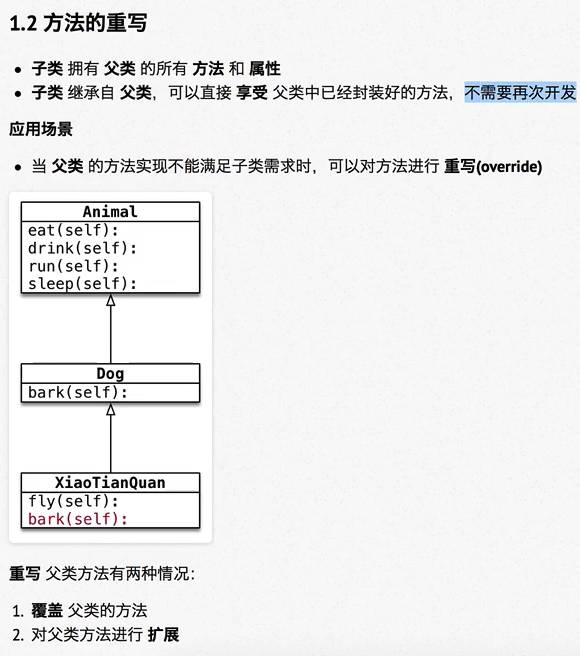 1.2 方法的重写
• 子类 拥有 父类 的所有 方法 和 属性
• 子类 继承自 父类，可以直接 享受 父类中已经封装好的方法，不需要再次开发
应用场景
• 当 父类 的方法实现不能满足子类需求时，可以对方法进行 重写(override)
Animal
eat(self):
drink(self):
run(self):
sleep(self):
Dog
bark(self):
XiaoTianQuan
fly(self):
bark(self):
重写 父类方法有两种情况：
1. 覆盖 父类的方法
2. 对父类方法进行 扩展